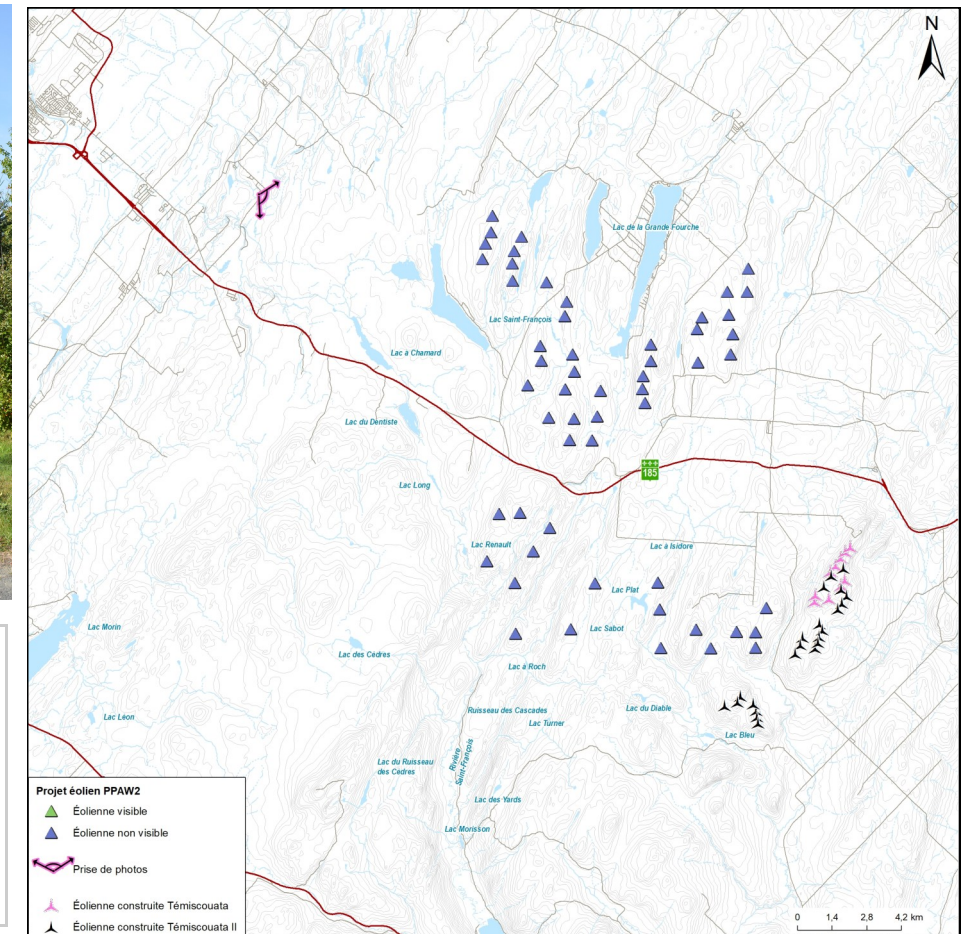 N
Lac de la Grande Fourche
Lac Saint-François
Lac à Chamard
Lac du Dentiste
185
Lac Long
Lac Renault
Lac à Isidore
Lac Plat
Lac Morin
Lac Sabot
Lac des Cèdres
Lac à Roch
Lac Leon
Ruisseau des Cascades
Lac du Diable
Lac Turner
Lac Bleu
Rivière
Saint-François
Lac du Ruisseau
des Cèdres
Lac des Yards
Lac Morisson
Projet éolien PPAW2
Éolienne visible
Éolienne non visible
Prise de photos
Éolienne construite Témiscouata
Éolienne construite Témiscouata II
0 1,4 2,8 4,2 km